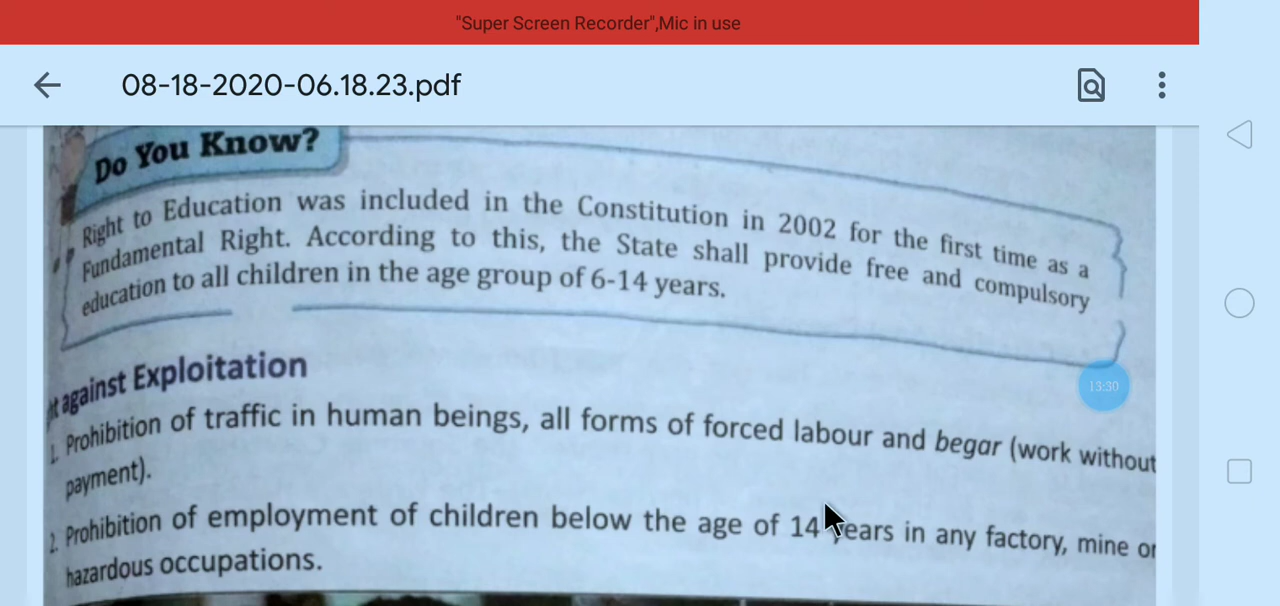 "Super Screen Recorder",Mic in use
08-18-2020-06.18.23.pdf
Do You Know?
Right to Education was included in the Constitution in 2002 for the first time as a
Fundamental Right. According to this, the State shall provide free and compulsory
education to all children in the age group of 6-14 years.
13:30
against Exploitation
1. Prohibition of traffic in human beings, all forms of forced labour and begar (work without
payment).
2. Prohibition of employment of children below the age of 14 years in any factory, mine or
hazardous occupations.